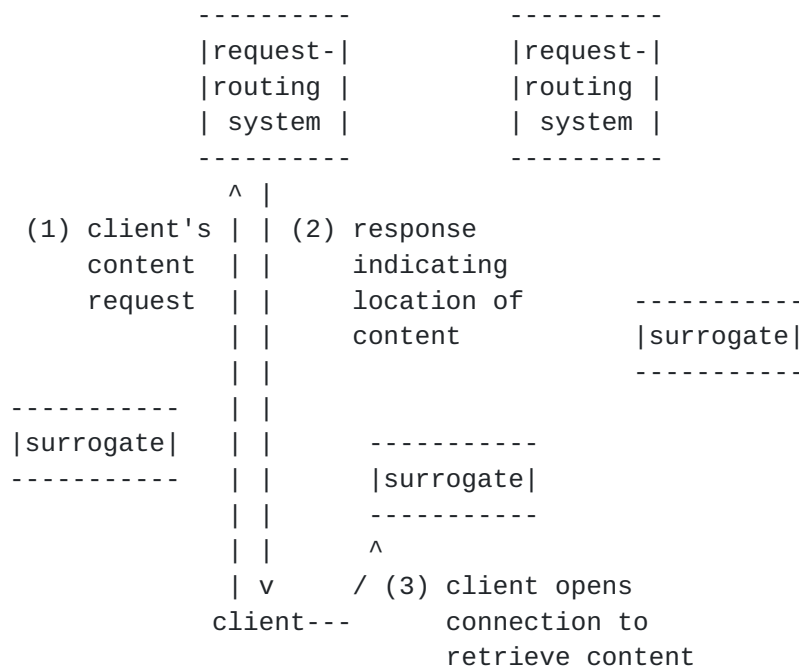 ----------          ----------
|request-|          |request-|
|routing |          |routing |
| system |          | system |
----------          ----------
^ |
(1) client's | | (2) response
content | | indicating
request | | location of -----------
| | content |surrogate|
| | -----------
----------- | |
|surrogate| | | -----------
----------- | | |surrogate|
| | -----------
| | ^
| v / (3) client opens
client--- connection to
retrieve content